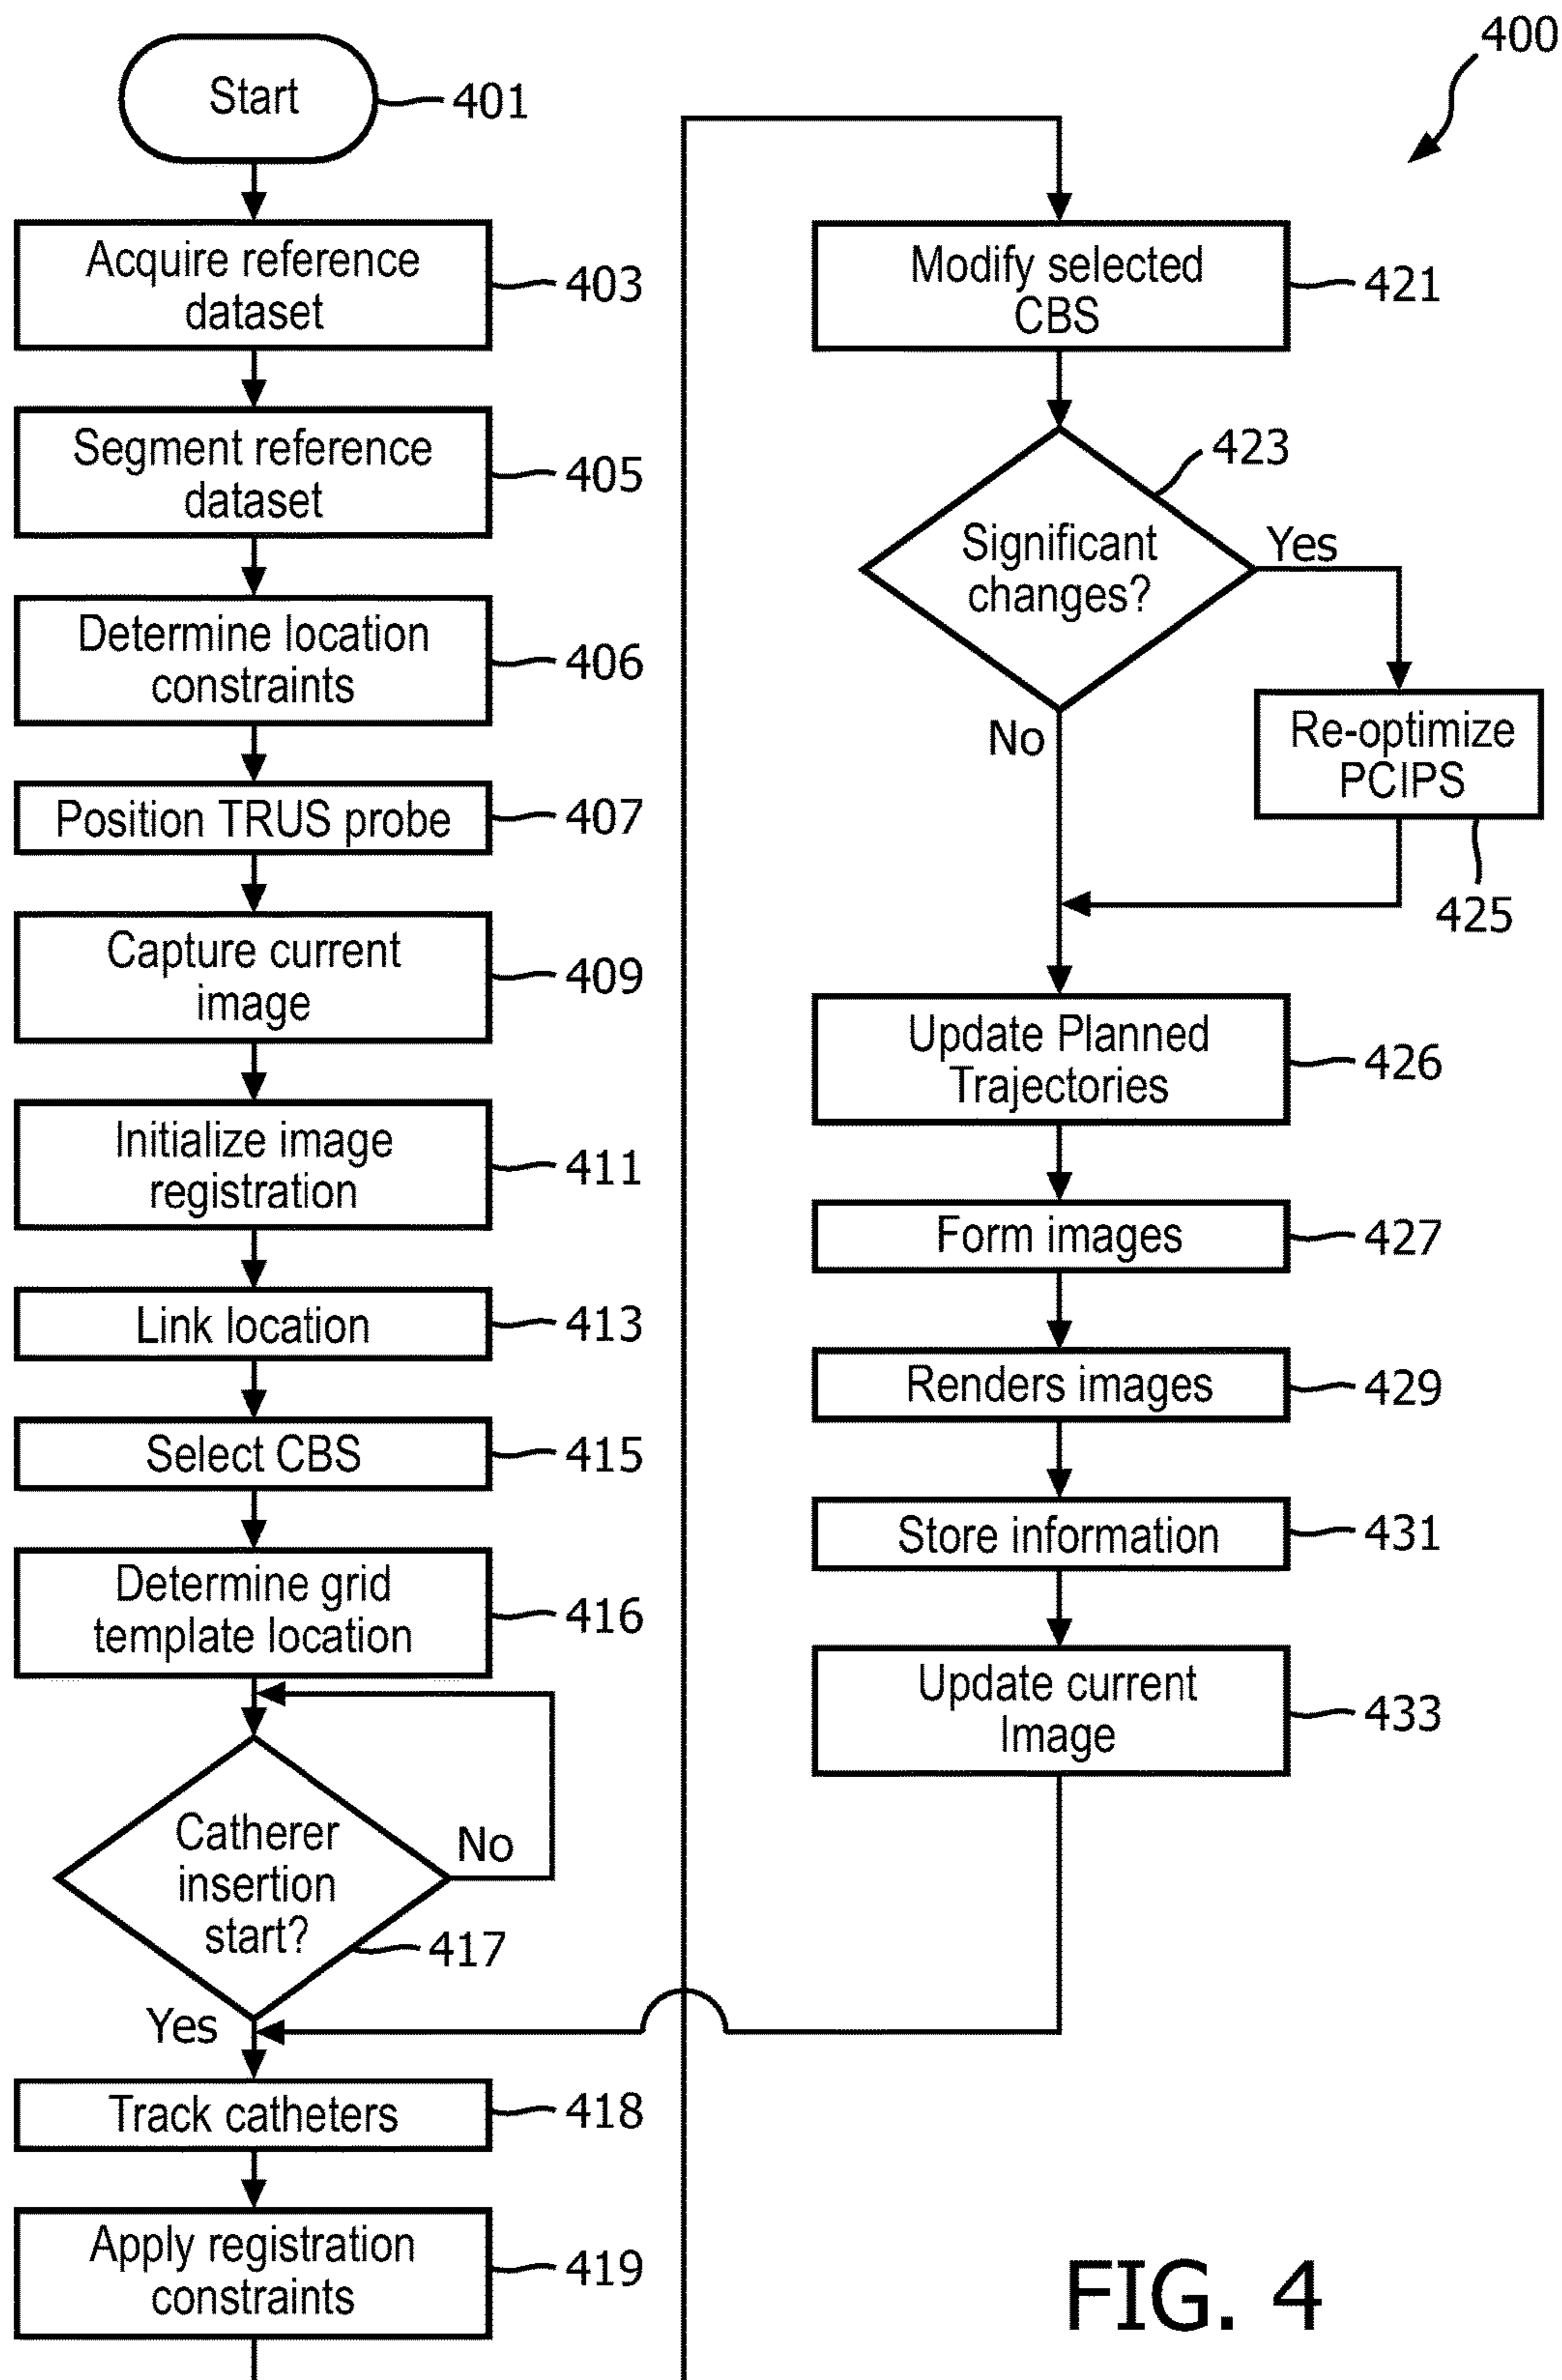 Start
401
Acquire reference
dataset
403
Segment reference
dataset
405
Determine location
constraints
406
Position TRUS probe
407
Capture current
image
409
Initialize image
registration
411
Link location
413
Select CBS
415
Determine grid
template location
416
Catherer
insertion
start?
No
417
Yes
Track catheters
418
Apply registration
constraints
419
400
Modify selected
CBS
421
423
Significant
changes?
Yes
No
Re-optimize
PCIPS
425
Update Planned
Trajectories
426
Form images
427
Renders images
429
Store information
431
Update current
Image
433
FIG. 4